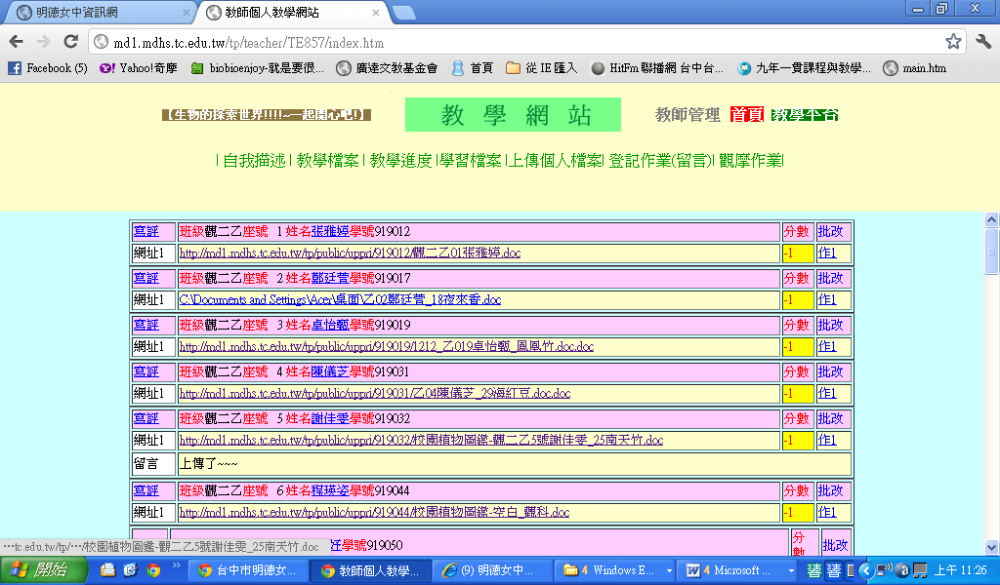 明德女中資訊網
教師個人教學網站
md1.mdhs.tc.edu.tw/tp/teacher/TE857/index.htm
Facebook (5) Yahoo!奇摩 biobioenjoy-就是要很... 廣達文教基金會 首頁 從 IE 匯入 HitFm 聯播網 台中台... 九年一貫課程與教學... main.htm
【生物的探索世界!!!!~一起開心吧!】 教 學 網 站 教師管理 首頁 教學平台
| 自我描述 | 教學檔案 | 教學進度 |學習檔案 |上傳個人檔案| 登記作業(留言)| 觀摩作業|
寫評 班級觀二乙座號 1 姓名張雅婷學號919012 分數 批改
網址1 http://md1.mdhs.tc.edu.tw/tp/public/uppri/919012/觀二乙01張雅婷.doc -1 作1
寫評 班級觀二乙座號 2 姓名鄭廷萱學號919017 分數 批改
網址1 C:\Documents and Settings\Acer\桌面\乙02鄭廷萱_18夜來香.doc -1 作1
寫評 班級觀二乙座號 3 姓名卓怡甄學號919019 分數 批改
網址1 http://md1.mdhs.tc.edu.tw/tp/public/uppri/919019/1212_乙019卓怡甄_鳳凰竹.doc.doc -1 作1
寫評 班級觀二乙座號 4 姓名陳儀芝學號919031 分數 批改
網址1 http://md1.mdhs.tc.edu.tw/tp/public/uppri/919031/乙04陳儀芝_29海紅豆.doc.doc -1 作1
寫評 班級觀二乙座號 5 姓名謝佳雯學號919032 分數 批改
網址1 http://md1.mdhs.tc.edu.tw/tp/public/uppri/919032/校園植物圖鑑-觀二乙5號謝佳雯_25南天竹.doc -1 作1
留言 上傳了~~~
寫評 班級觀二乙座號 6 姓名程瑛姿學號919044 分數 批改
網址1 http://md1.mdhs.tc.edu.tw/tp/public/uppri/919044/校園植物圖鑑-空白_觀科.doc -1 作1
學號919050 分數 批改
…tc.edu.tw/tp/…/校園植物圖鑑-觀二乙5號謝佳雯_25南天竹.doc
開始 台中市明德女... 教師個人教學... (9) 明德女中... 4 Windows E... 4 Microsoft ... 上午 11:26